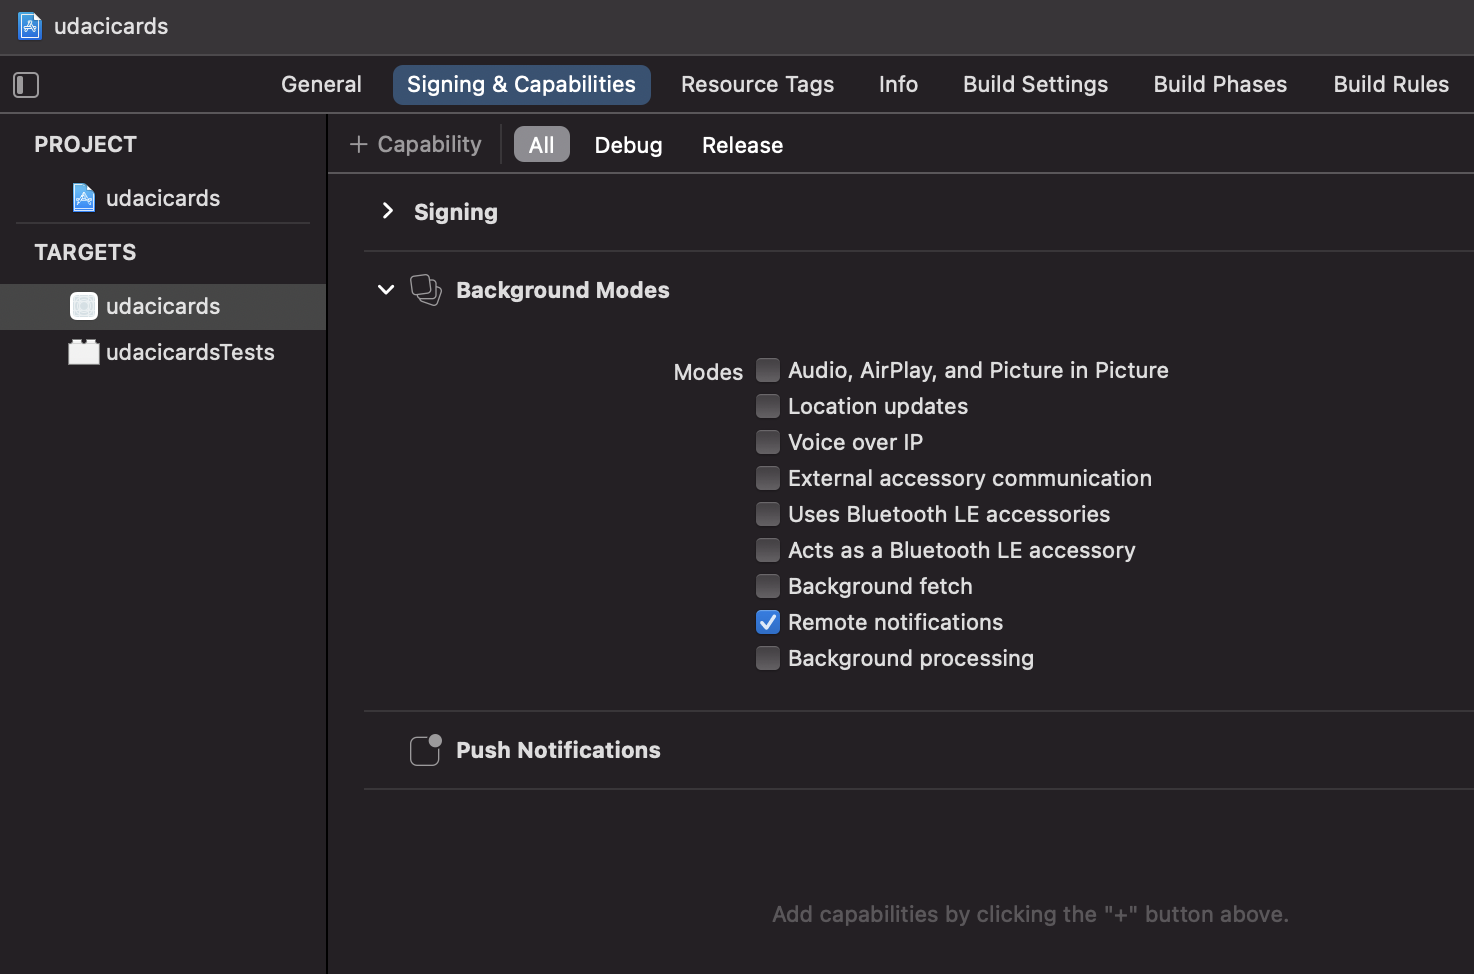 udacicards
General Signing & Capabilities Resource Tags Info Build Settings Build Phases Build Rules
PROJECT
udacicards
TARGETS
udacicards
udacicardsTests
+ Capability All Debug Release
Signing
Background Modes
Modes
Audio, AirPlay, and Picture in Picture
Location updates
Voice over IP
External accessory communication
Uses Bluetooth LE accessories
Acts as a Bluetooth LE accessory
Background fetch
Remote notifications
Background processing
Push Notifications
Add capabilities by clicking the "+" button above.